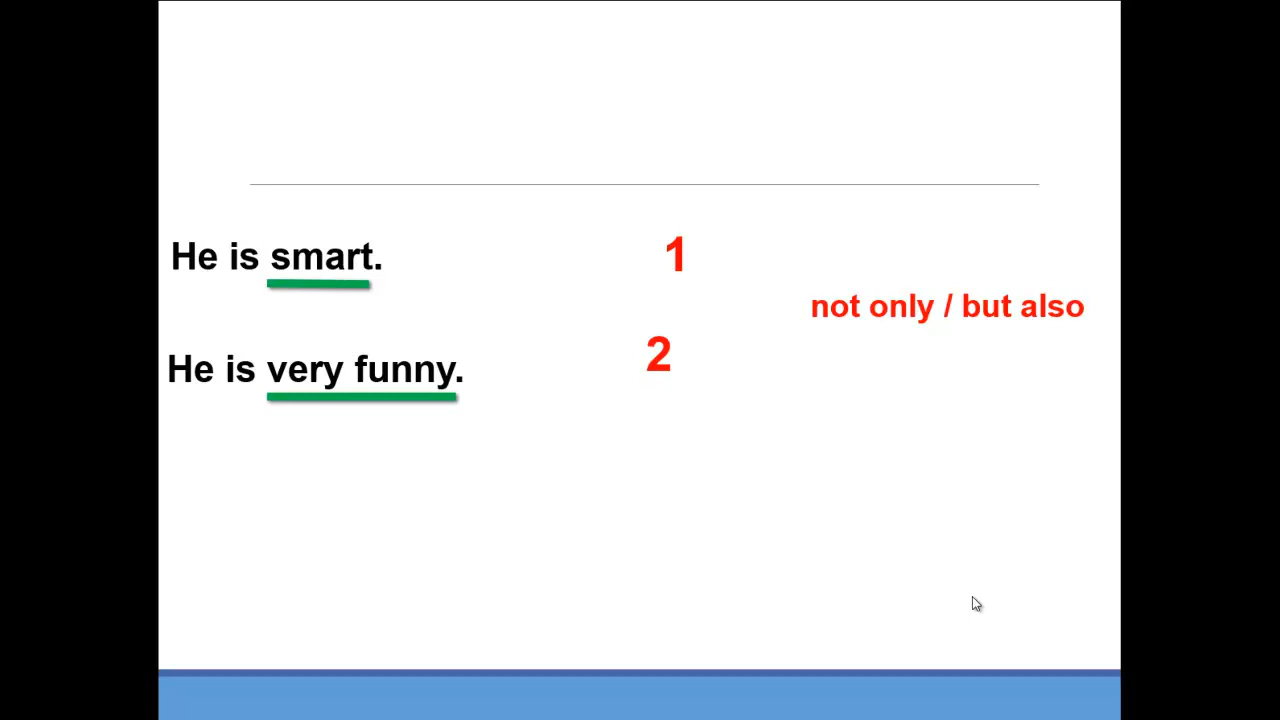 He is smart.
1
not only / but also
He is very funny.
2